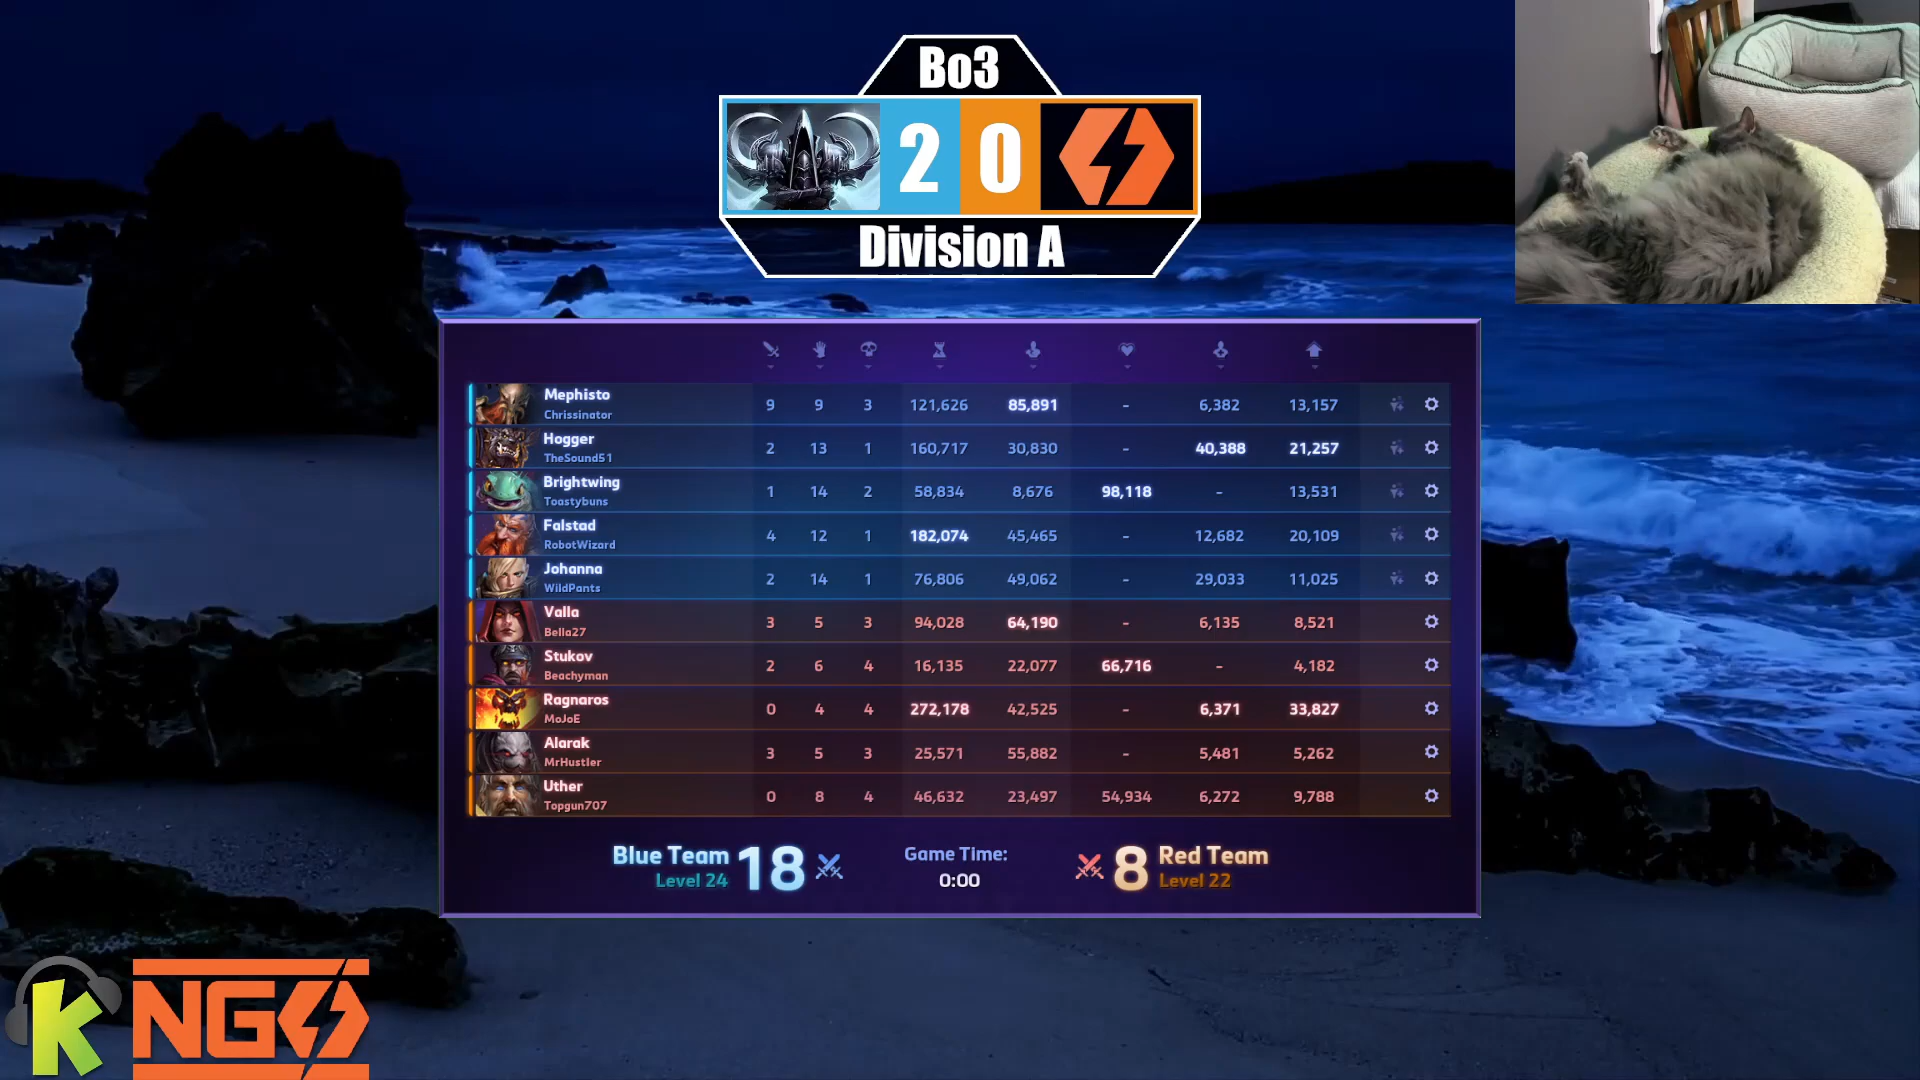 Bo3
2 0
Division A
Mephisto
Chrissinator
9 9 3 121,626 85,891 - 6,382 13,157
Hogger
TheSound51
2 13 1 160,717 30,830 - 40,388 21,257
Brightwing
Toastybuns
1 14 2 58,834 8,676 98,118 - 13,531
Falstad
RobotWizard
4 12 1 182,074 45,465 - 12,682 20,109
Johanna
WildPants
2 14 1 76,806 49,062 - 29,033 11,025
Valla
Bella27
3 5 3 94,028 64,190 - 6,135 8,521
Stukov
Beachyman
2 6 4 16,135 22,077 66,716 - 4,182
Ragnaros
MoJoE
0 4 4 272,178 42,525 - 6,371 33,827
Alarak
MrHustler
3 5 3 25,571 55,882 - 5,481 5,262
Uther
Topgun707
0 8 4 46,632 23,497 54,934 6,272 9,788
Blue Team 18 Game Time: 8 Red Team
Level 24 0:00 Level 22
K NGS